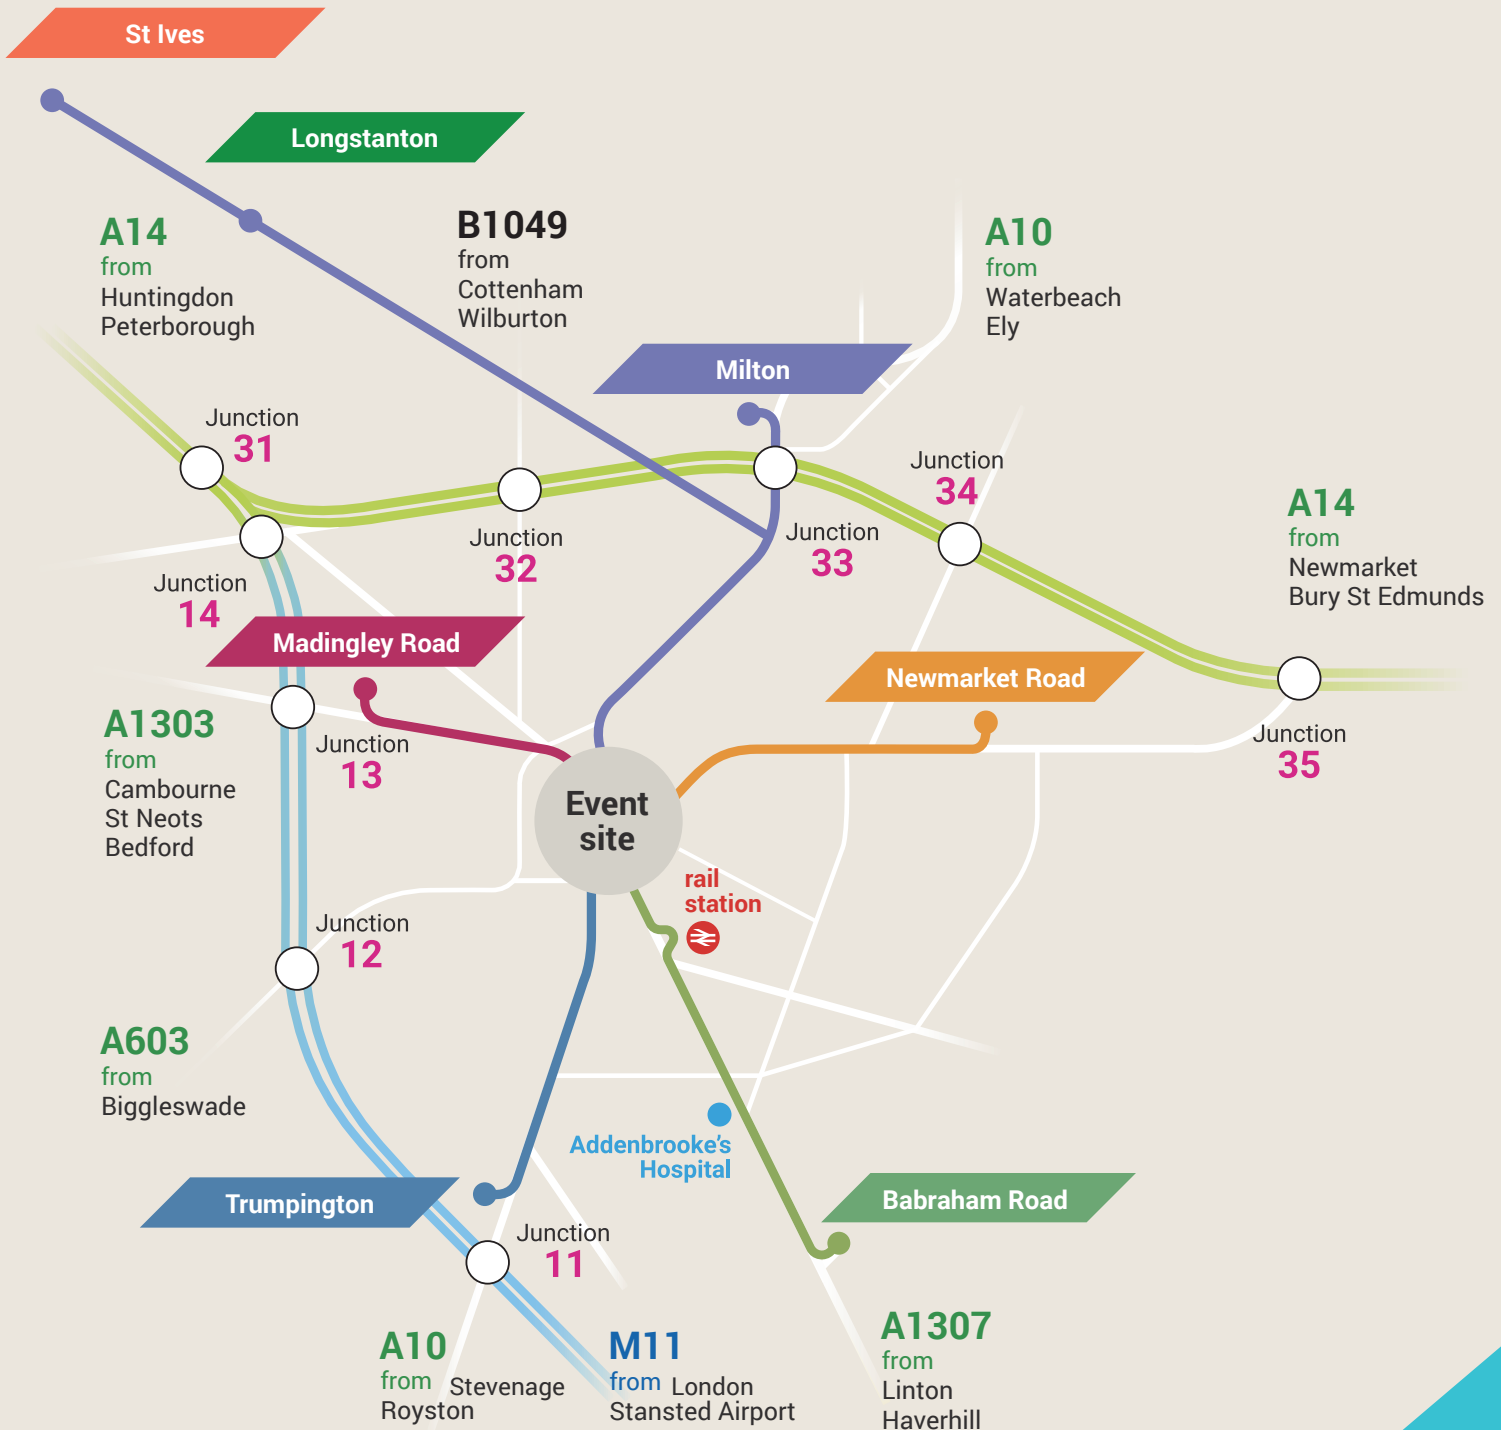 St Ives
Longstanton
A14
from
Huntingdon
Peterborough
B1049
from
Cottenham
Wilburton
A10
from
Waterbeach
Ely
Milton
Junction
31
Junction
32
Junction
33
Junction
34
A14
from
Newmarket
Bury St Edmunds
Junction
14
Madingley Road
Newmarket Road
A1303
from
Cambourne
St Neots
Bedford
Junction
13
Junction
35
Event
site
rail
station
Junction
12
A603
from
Biggleswade
Addenbrooke's
Hospital
Trumpington
Babraham Road
Junction
11
A10
from Stevenage
Royston
M11
from London
Stansted Airport
A1307
from
Linton
Haverhill